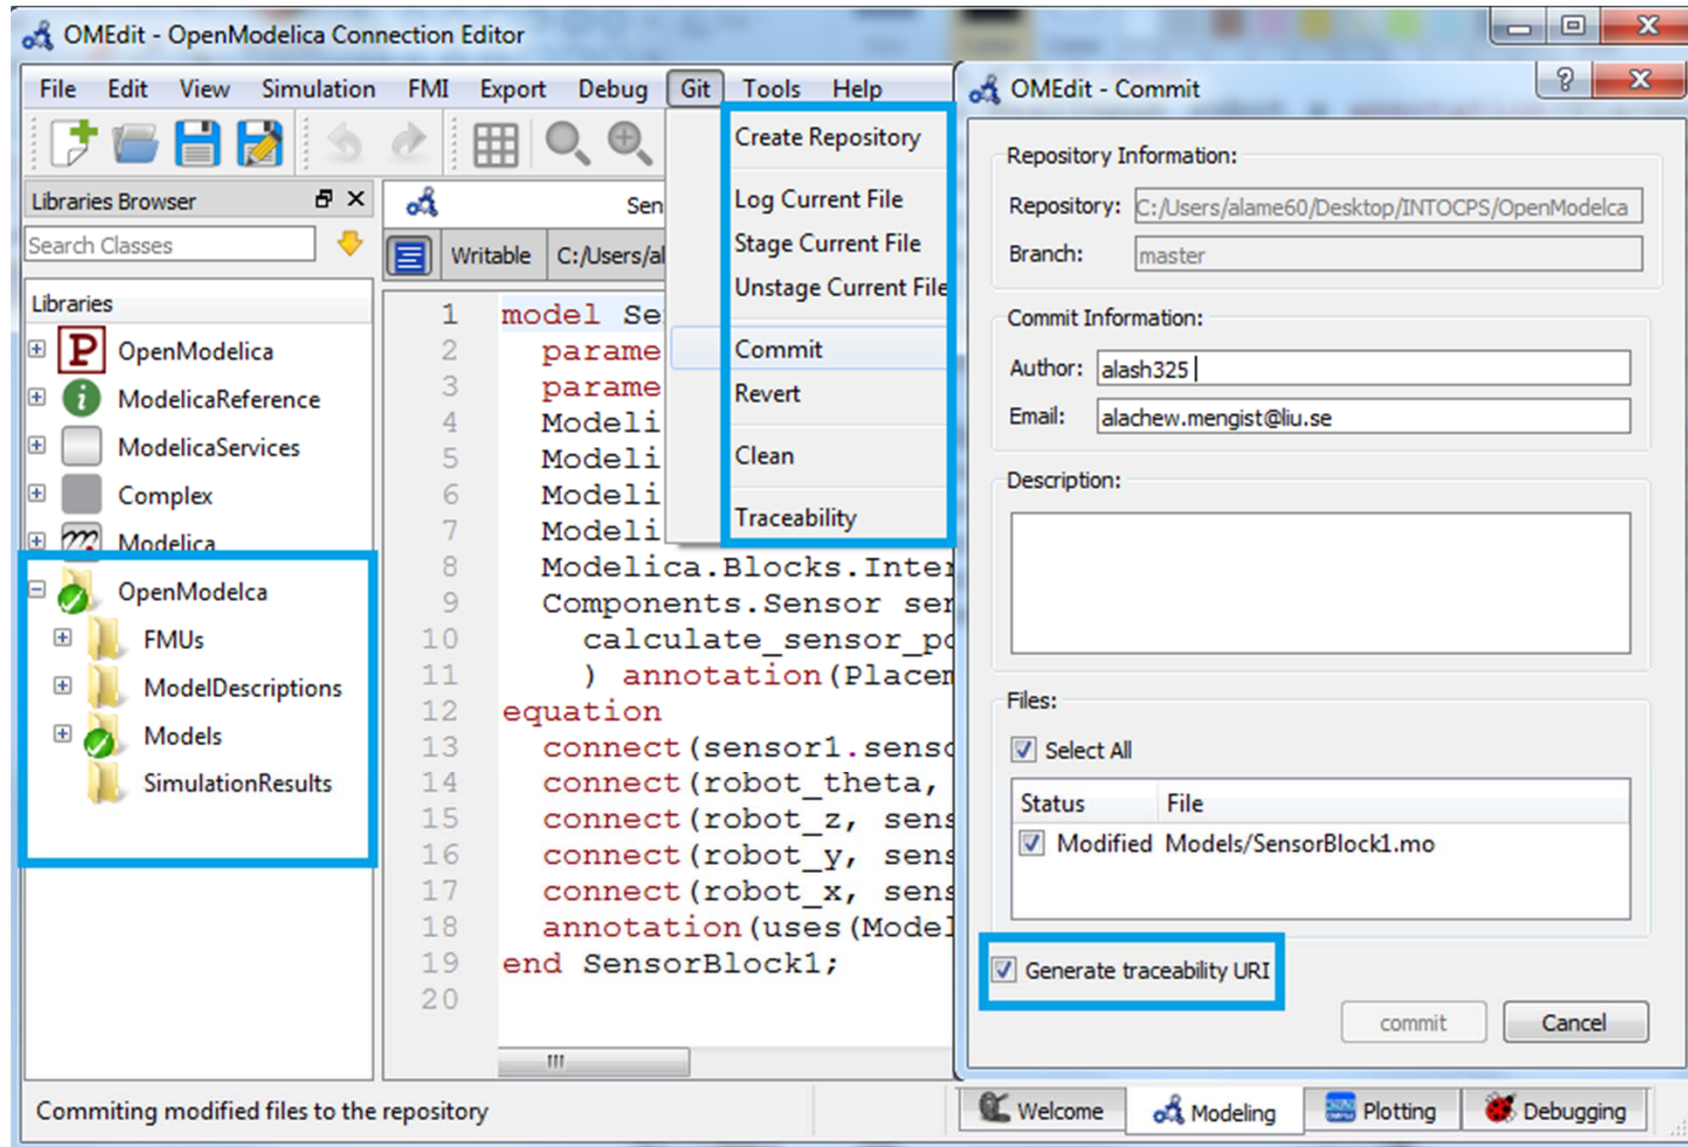 OMEdit - OpenModelica Connection Editor
File Edit View Simulation FMI Export Debug Git Tools Help
Libraries Browser
Search Classes
Libraries
OpenModelica
ModelicaReference
ModelicaServices
Complex
Modelica
OpenModelca
FMUs
ModelDescriptions
Models
SimulationResults
Sen
Writable C:/Users/al
1 model Se
2 parame
3 parame
4 Modeli
5 Modeli
6 Modeli
7 Modeli
8 Modelica.Blocks.Inter
9 Components.Sensor sen
10 calculate_sensor_po
11 ) annotation(Placem
12 equation
13 connect(sensor1.senso
14 connect(robot_theta,
15 connect(robot_z, sens
16 connect(robot_y, sens
17 connect(robot_x, sens
18 annotation(uses(Model
19 end SensorBlock1;
20
Create Repository
Log Current File
Stage Current File
Unstage Current File
Commit
Revert
Clean
Traceability
OMEdit - Commit
Repository Information:
Repository: C:/Users/alame60/Desktop/INTOCPS/OpenModelca
Branch: master
Commit Information:
Author: alash325
Email: alachew.mengist@liu.se
Description:
Files:
Select All
Status File
Modified Models/SensorBlock1.mo
Generate traceability URI
commit Cancel
Commiting modified files to the repository
Welcome Modeling Plotting Debugging